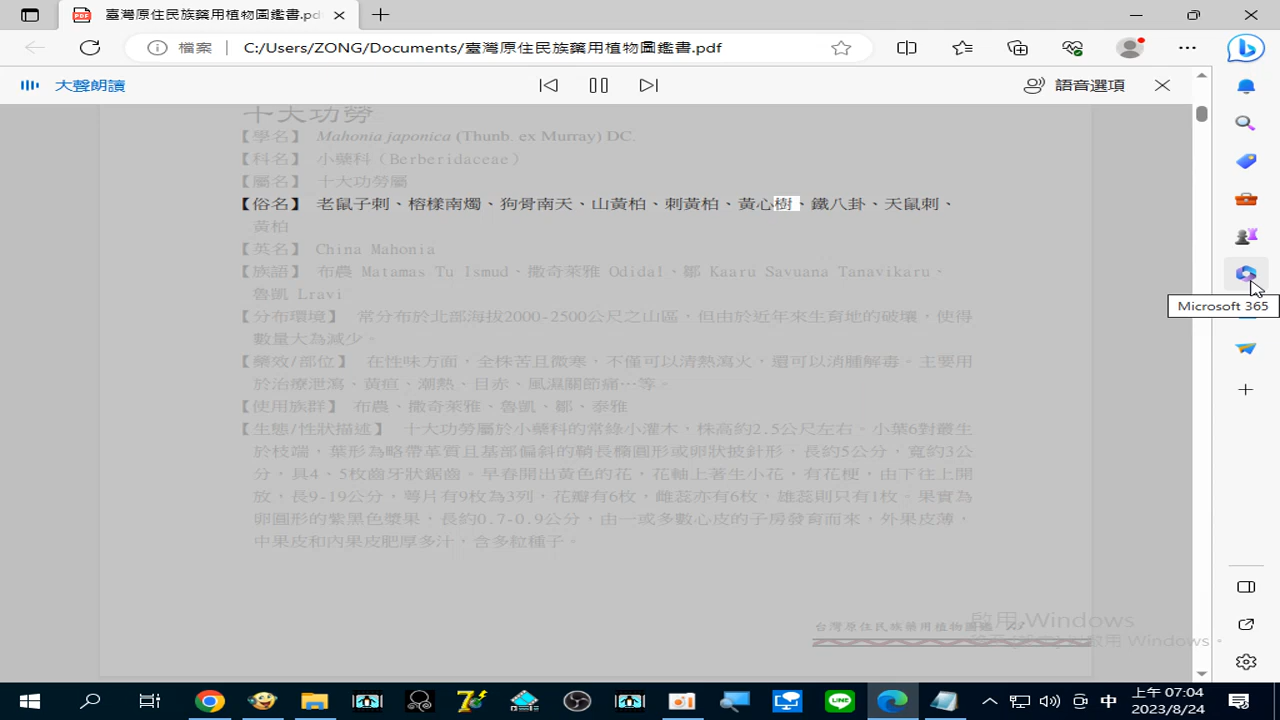 臺灣原住民族藥用植物圖鑑書.pdf
檔案
C:/Users/ZONG/Documents/臺灣原住民族藥用植物圖鑑書.pdf
大聲朗讀
語音選項
十大功勞
【學名】 Mahonia japonica (Thunb. ex Murray) DC.
【科名】 小蘗科（Berberidaceae）
【屬名】 十大功勞屬
【俗名】 老鼠子刺、榕樣南燭、狗骨南天、山黃柏、刺黃柏、黃心樹、鐵八卦、天鼠刺、
黃柏
【英名】 China Mahonia
【族語】 布農 Matamas Tu Ismud，撒奇萊雅 Odidal、鄒 Kaaru Savuana Tanavikaru，
魯凱 Lravi
【分布環境】 常分布於北部海拔2000-2500公尺之山區，但由於近年來生育地的破壞，使得
數量大為減少。
【藥效/部位】 在性味方面，全株苦且微寒，不僅可以清熱瀉火，還可以消腫解毒。主要用
於治療泄瀉、黃疸、潮熱、目赤、風濕關節痛…等。
【使用族群】 布農、撒奇萊雅、魯凱、鄒、泰雅
【生態/性狀描述】 十大功勞屬於小蘗科的常綠小灌木，株高約2.5公尺左右。小葉6對叢生
於枝端，葉形為略帶革質且基部偏斜的鞘長橢圓形或卵狀披針形，長約5公分，寬約3公
分，具4、5枚齒牙狀鋸齒。早春開出黃色的花，花軸上著生小花，有花梗，由下往上開
放，長9-19公分，萼片有9枚為3列，花瓣有6枚，雌蕊亦有6枚，雄蕊則只有1枚。果實為
卵圓形的紫黑色漿果，長約0.7-0.9公分，由一或多數心皮的子房發育而來，外果皮薄，
中果皮和內果皮肥厚多汁，含多粒種子。
台灣原住民族藥用植物圖鑑
Microsoft 365
啟用 Windows
啟用 Windows。
中
上午 07:04
2023/8/24
LINE